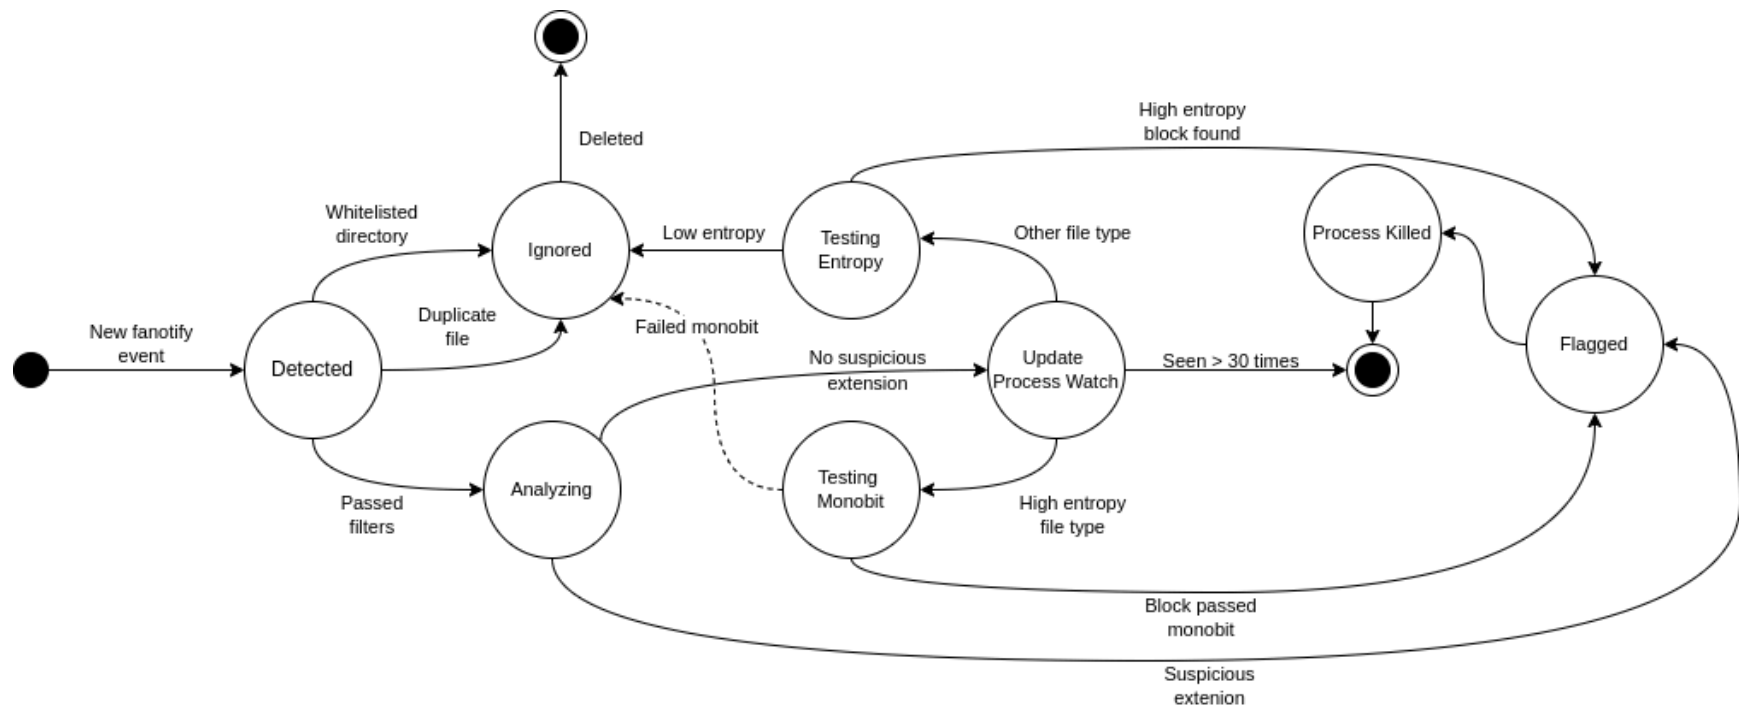 High entropy
block found
Deleted
Whitelisted
directory
Ignored
Low entropy
Testing
Entropy
Other file type
Process Killed
New fanotify
event
Detected
Duplicate
file
Failed monobit
No suspicious
extension
Update
Process Watch
Seen > 30 times
Flagged
Passed
filters
Analyzing
Testing
Monobit
High entropy
file type
Block passed
monobit
Suspicious
extenion